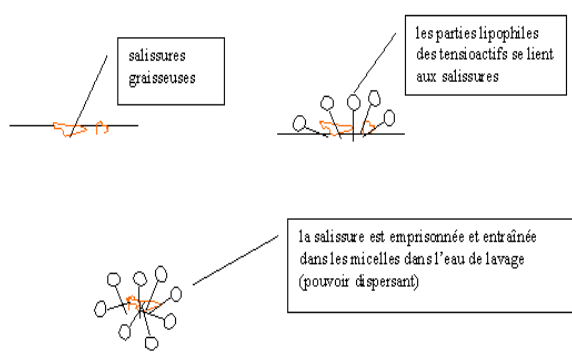 salissures
graisseuses
les parties lipophiles
des tensioactifs se lient
aux salissures
la salissure est emprisonnée et entraînée
dans les micelles dans l'eau de lavage
(pouvoir dispersant)